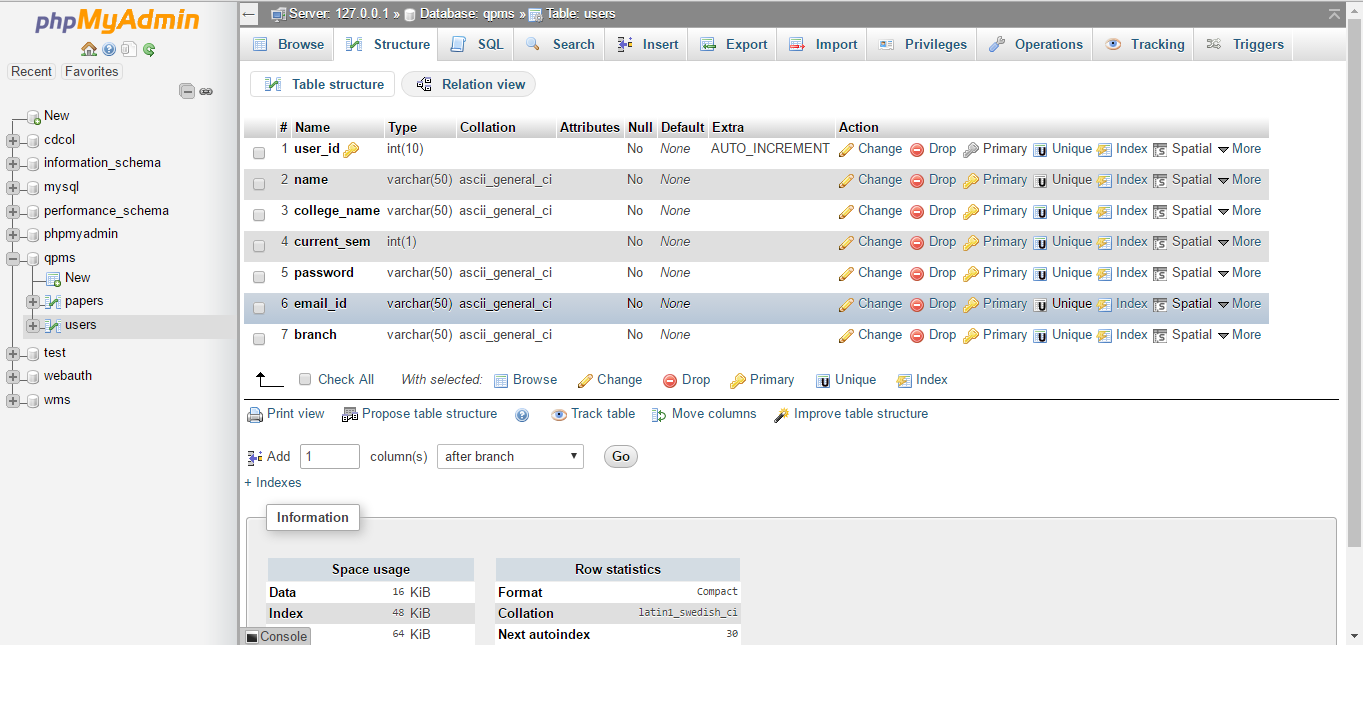 phpMyAdmin
Recent Favorites
New
cdcol
information_schema
mysql
performance_schema
phpmyadmin
qpms
New
papers
users
test
webauth
wms
Server: 127.0.0.1 » Database: qpms » Table: users
Browse Structure SQL Search Insert Export Import Privileges Operations Tracking Triggers
Table structure Relation view
# Name Type Collation Attributes Null Default Extra Action
1 user_id int(10) No None AUTO_INCREMENT Change Drop Primary Unique Index Spatial More
2 name varchar(50) ascii_general_ci No None Change Drop Primary Unique Index Spatial More
3 college_name varchar(50) ascii_general_ci No None Change Drop Primary Unique Index Spatial More
4 current_sem int(1) No None Change Drop Primary Unique Index Spatial More
5 password varchar(50) ascii_general_ci No None Change Drop Primary Unique Index Spatial More
6 email_id varchar(50) ascii_general_ci No None Change Drop Primary Unique Index Spatial More
7 branch varchar(50) ascii_general_ci No None Change Drop Primary Unique Index Spatial More
Check All With selected: Browse Change Drop Primary Unique Index
Print view Propose table structure Track table Move columns Improve table structure
Add 1 column(s) after branch Go
+ Indexes
Information
Space usage
Data 16 KiB
Index 48 KiB
64 KiB
Row statistics
Format Compact
Collation latin1_swedish_ci
Next autoindex 30
Console